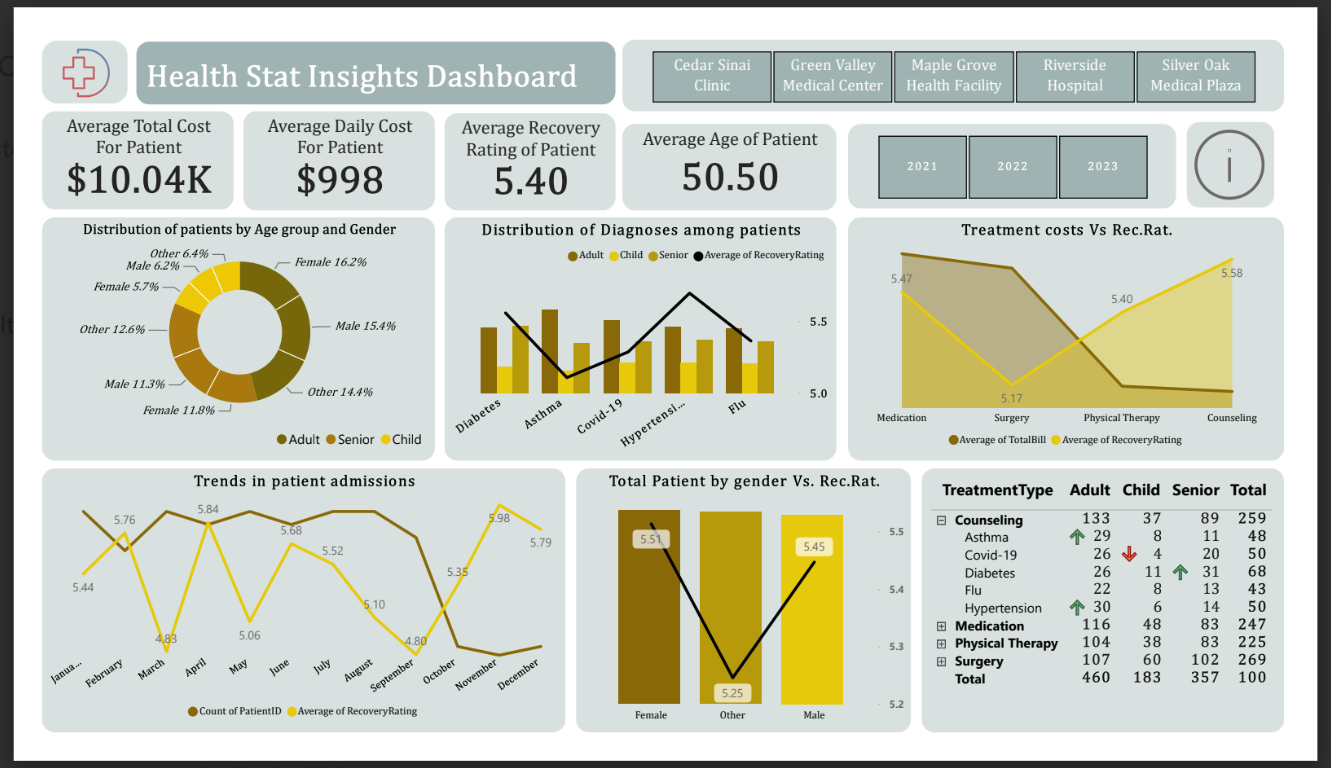 Health Stat Insights Dashboard
Cedar Sinai
Clinic
Green Valley
Medical Center
Maple Grove
Health Facility
Riverside
Hospital
Silver Oak
Medical Plaza
Average Total Cost
For Patient
$10.04K
Average Daily Cost
For Patient
$998
Average Recovery
Rating of Patient
5.40
Average Age of Patient
50.50
2021
2022
2023
i
Distribution of patients by Age group and Gender
Other 6.4%
Male 6.2%
Female 5.7%
Other 12.6%
Male 11.3%
Female 11.8%
Female 16.2%
Male 15.4%
Other 14.4%
Adult Senior Child
Distribution of Diagnoses among patients
Adult Child Senior Average of RecoveryRating
5.5
5.0
Diabetes
Asthma
Covid-19
Hypertensi...
Flu
Treatment costs Vs Rec.Rat.
5.47
5.17
5.40
5.58
Medication Surgery Physical Therapy Counseling
Average of TotalBill Average of RecoveryRating
Trends in patient admissions
5.44
5.76
4.83
5.84
5.06
5.68
5.52
5.10
4.80
5.35
5.98
5.79
Janua...
February
March
April
May
June
July
August
September
October
November
December
Count of PatientID Average of RecoveryRating
Total Patient by gender Vs. Rec.Rat.
5.51
5.25
5.45
5.5
5.4
5.3
5.2
Female Other Male
TreatmentType Adult Child Senior Total
Counseling 133 37 89 259
Asthma 29 8 11 48
Covid-19 26 4 20 50
Diabetes 26 11 31 68
Flu 22 8 13 43
Hypertension 30 6 14 50
Medication 116 48 83 247
Physical Therapy 104 38 83 225
Surgery 107 60 102 269
Total 460 183 357 100